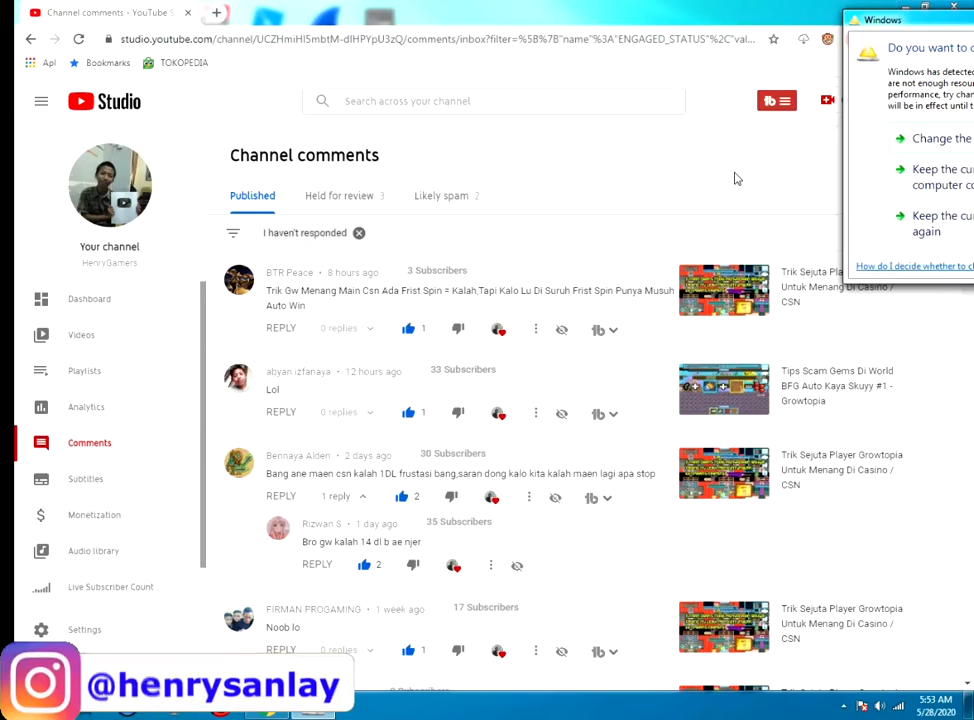 Channel comments - YouTube S
studio.youtube.com/channel/UCZHmiHl5mbtM-dIHPYpU3zQ/comments/inbox?filter=%5B%7B"name"%3A"ENGAGED_STATUS"%2C"val...
Apl
Bookmarks
TOKOPEDIA
Studio
Search across your channel
Windows
Do you want to c
Windows has detected
are not enough resou
performance, try chan
will be in effect until t
Change the
Keep the cu
computer co
Keep the cu
again
How do I decide whether to cl
Your channel
HenryGamers
Dashboard
Videos
Playlists
Analytics
Comments
Subtitles
Monetization
Audio library
Live Subscriber Count
Settings
Channel comments
Published
Held for review 3
Likely spam 2
I haven't responded
BTR Peace • 8 hours ago 3 Subscribers
Trik Gw Menang Main Csn Ada Frist Spin = Kalah,Tapi Kalo Lu Di Suruh Frist Spin Punya Musuh
Auto Win
REPLY 0 replies 1
Trik Sejuta Pla
Untuk Menang Di Casino /
CSN
abyan izfanaya • 12 hours ago 33 Subscribers
Lol
REPLY 0 replies 1
Tips Scam Gems Di World
BFG Auto Kaya Skuyy #1 -
Growtopia
Bennaya Alden • 2 days ago 30 Subscribers
Bang ane maen csn kalah 1DL frustasi bang,saran dong kalo kita kalah maen lagi apa stop
REPLY 1 reply 2
Trik Sejuta Player Growtopia
Untuk Menang Di Casino /
CSN
Rizwan S • 1 day ago 35 Subscribers
Bro gw kalah 14 dl b ae njer
REPLY 2
FIRMAN PROGAMING • 1 week ago 17 Subscribers
Noob lo
REPLY 0 replies 1
Trik Sejuta Player Growtopia
Untuk Menang Di Casino /
CSN
@henrysanlay
5:53 AM
5/28/2020